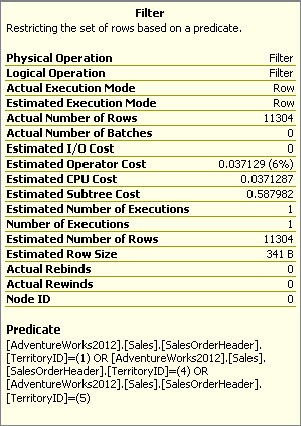 Filter
Restricting the set of rows based on a predicate.
Physical Operation Filter
Logical Operation Filter
Actual Execution Mode Row
Estimated Execution Mode Row
Actual Number of Rows 11304
Actual Number of Batches 0
Estimated I/O Cost 0
Estimated Operator Cost 0.037129 (6%)
Estimated CPU Cost 0.0371287
Estimated Subtree Cost 0.587982
Estimated Number of Executions 1
Number of Executions 1
Estimated Number of Rows 11304
Estimated Row Size 341 B
Actual Rebinds 0
Actual Rewinds 0
Node ID 0
Predicate
[AdventureWorks2012].[Sales].[SalesOrderHeader].
[TerritoryID]=(1) OR [AdventureWorks2012].[Sales].
[SalesOrderHeader].[TerritoryID]=(4) OR
[AdventureWorks2012].[Sales].[SalesOrderHeader].
[TerritoryID]=(5)